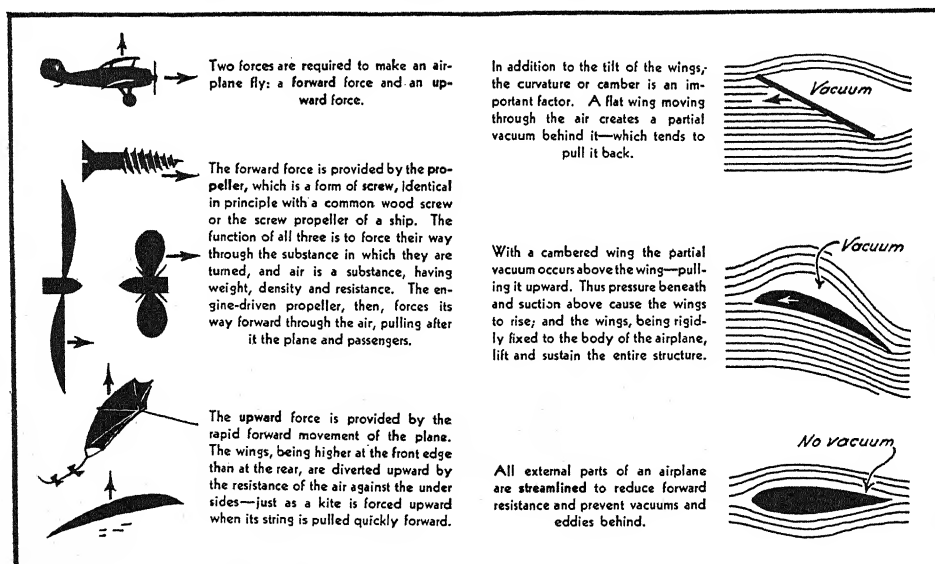 Two forces are required to make an air-
plane fly: a forward force and an up-
ward force.
The forward force is provided by the pro-
peller, which is a form of screw, identical
in principle with a common wood screw
or the screw propeller of a ship. The
function of all three is to force their way
through the substance in which they are
turned, and air is a substance, having
weight, density and resistance. The en-
gine-driven propeller, then, forces its
way forward through the air, pulling after
it the plane and passengers.
The upward force is provided by the
rapid forward movement of the plane.
The wings, being higher at the front edge
than at the rear, are diverted upward by
the resistance of the air against the under
sides—just as a kite is forced upward
when its string is pulled quickly forward.
In addition to the tilt of the wings,
the curvature or camber is an im-
portant factor. A flat wing moving
through the air creates a partial
vacuum behind it—which tends to
pull it back.
Vacuum
With a cambered wing the partial
vacuum occurs above the wing—pull-
ing it upward. Thus pressure beneath
and suction above cause the wings
to rise; and the wings, being rigid-
ly fixed to the body of the airplane,
lift and sustain the entire structure.
Vacuum
All external parts of an airplane
are streamlined to reduce forward
resistance and prevent vacuums and
eddies behind.
No vacuum